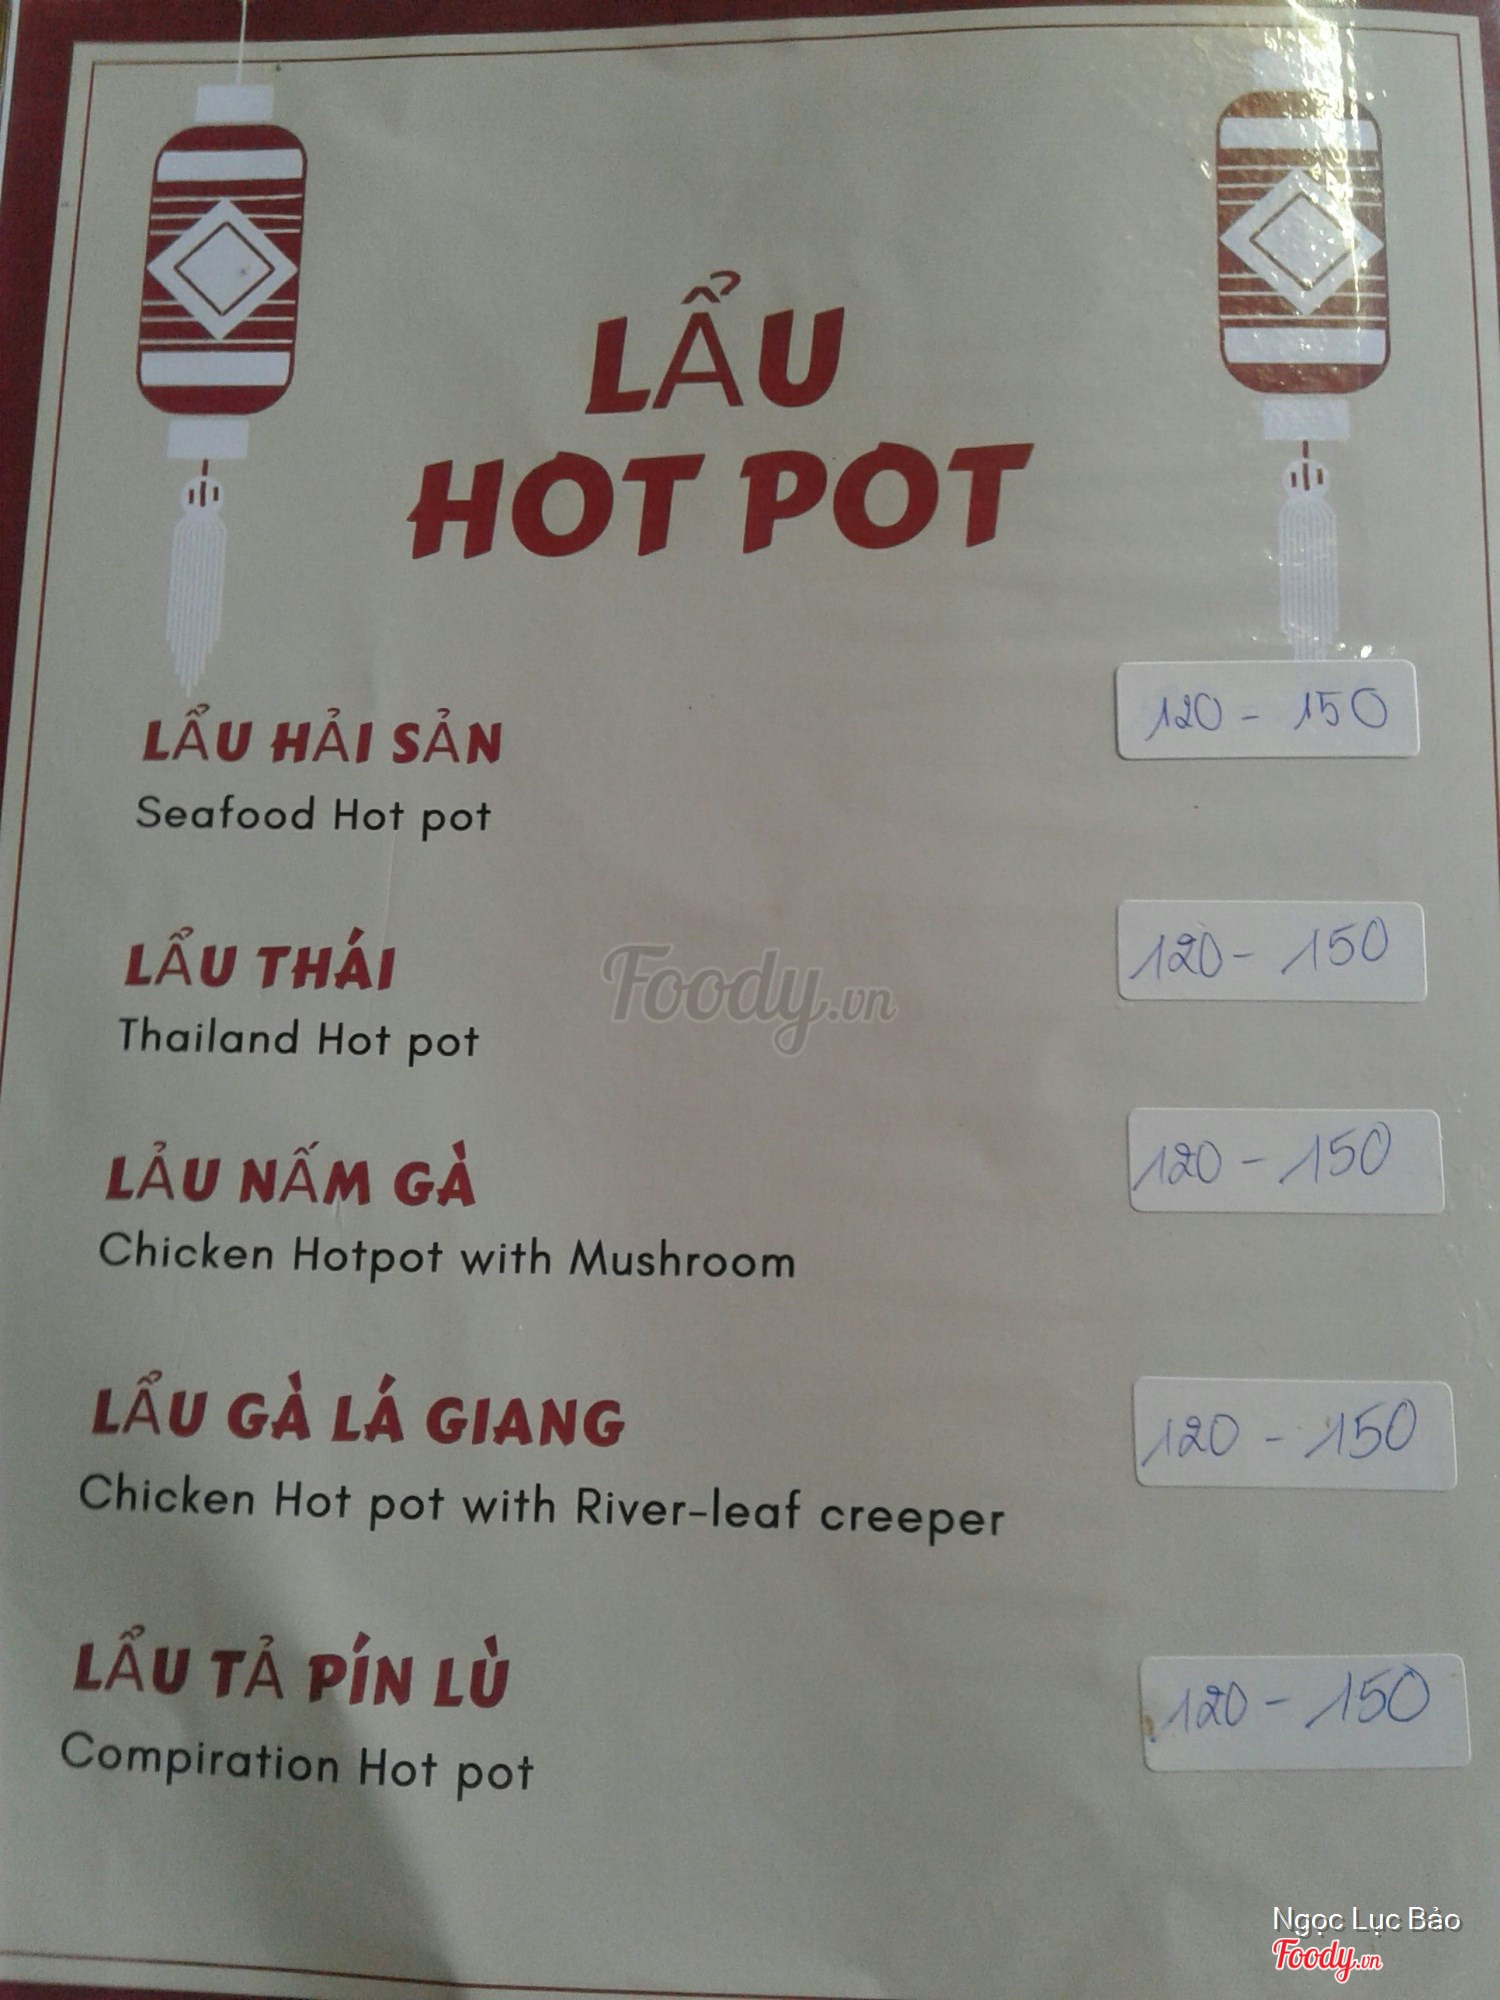 LẨU
HOT POT
LẨU HẢI SẢN
120 - 150
Seafood Hot pot
LẨU THÁI
120 - 150
Thailand Hot pot
Foody.vn
LẢU NẤM GÀ
120 - 150
Chicken Hotpot with Mushroom
LẨU GÀ LÁ GIANG
120 - 150
Chicken Hot pot with River-leaf creeper
LẨU TẢ PÍN LÙ
120 - 150
Compiration Hot pot
Ngọc Lục Bảo
Foody.vn